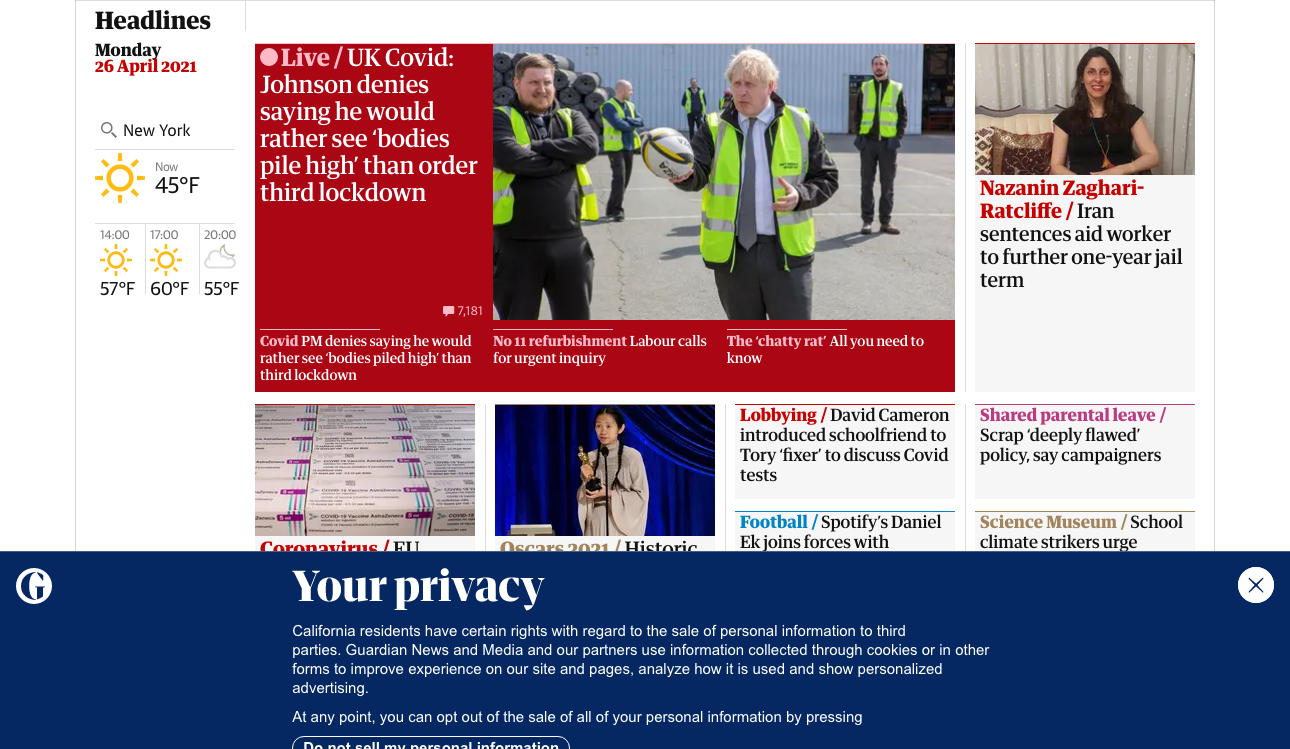 Headlines
Monday
26 April 2021
New York
Now
45°F
14:00
57°F
17:00
60°F
20:00
55°F
Live / UK Covid:
Johnson denies
saying he would
rather see ‘bodies
pile high’ than order
third lockdown
7,181
Covid PM denies saying he would
rather see ‘bodies piled high’ than
third lockdown
No 11 refurbishment Labour calls
for urgent inquiry
The ‘chatty rat’ All you need to
know
Nazanin Zaghari-
Ratcliffe / Iran
sentences aid worker
to further one-year jail
term
COVID-19 Vaccine AstraZeneca
Coronavirus / EU
Oscars 2021 / Historic
Lobbying / David Cameron
introduced schoolfriend to
Tory ‘fixer’ to discuss Covid
tests
Football / Spotify’s Daniel
Ek joins forces with
Shared parental leave /
Scrap ‘deeply flawed’
policy, say campaigners
Science Museum / School
climate strikers urge
Your privacy
California residents have certain rights with regard to the sale of personal information to third
parties. Guardian News and Media and our partners use information collected through cookies or in other
forms to improve experience on our site and pages, analyze how it is used and show personalized
advertising.
At any point, you can opt out of the sale of all of your personal information by pressing
Do not sell my personal information